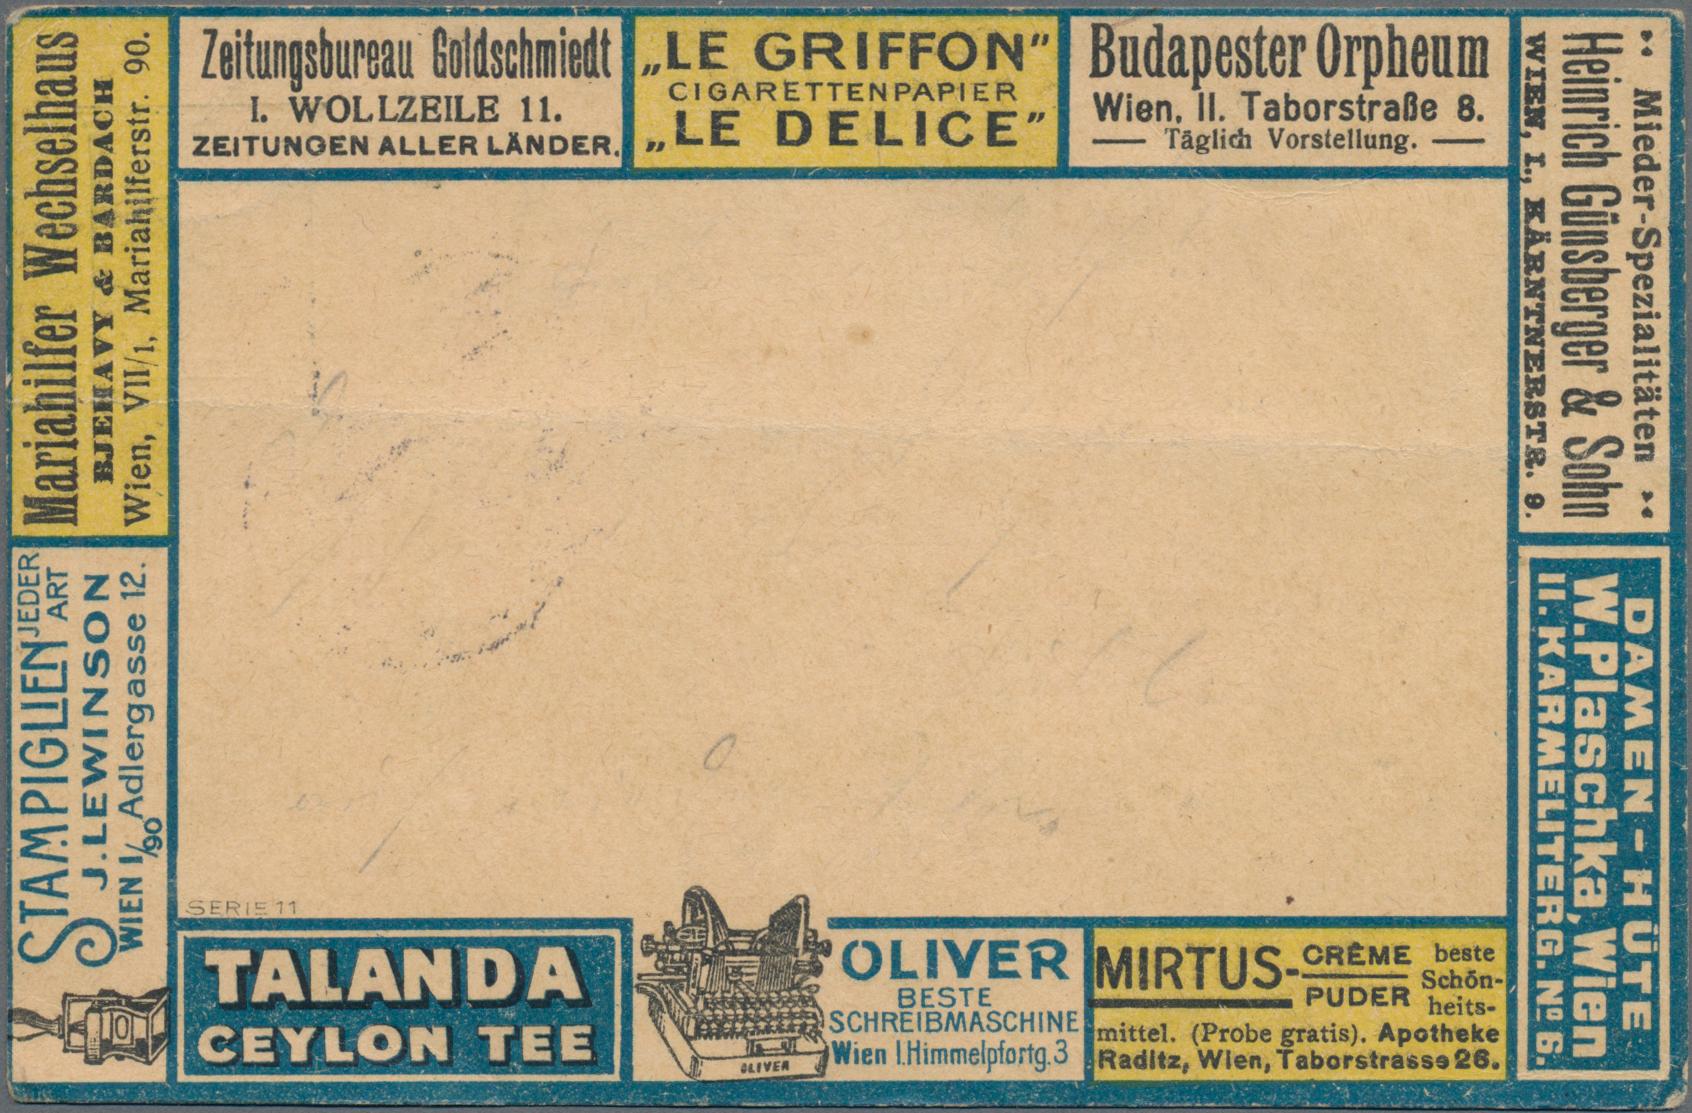 Zeitungsbureau Goldschmiedt
I. WOLLZEILE 11.
ZEITUNGEN ALLER LÄNDER.
„LE GRIFFON”
CIGARETTENPAPIER
„LE DELICE”
Budapester Orpheum
Wien, II. Taborstraße 8.
Täglich Vorstellung.
Mieder-Spezialitäten
Heinrich Günsberger & Sohn
WIEN, I., KÄRNTNERSTR. 9.
DAMEN-HÜTE
W. Plaschka, Wien
II. KARMELITERG. No 6.
Mariahilfer Wechselhaus
BJEHAVY & BARDACH
Wien, VII/1, Mariahilferstr. 90.
STAMPIGLIEN JEDER ART
J. LEWINSON
WIEN I/90 Adlergasse 12.
SERIE 11
TALANDA
CEYLON TEE
OLIVER
OLIVER
BESTE
SCHREIBMASCHINE
Wien I. Himmelpfortg. 3
MIRTUS-CRÊME
PUDER
beste
Schön-
heits-
mittel. (Probe gratis). Apotheke
Raditz, Wien, Taborstrasse 26.